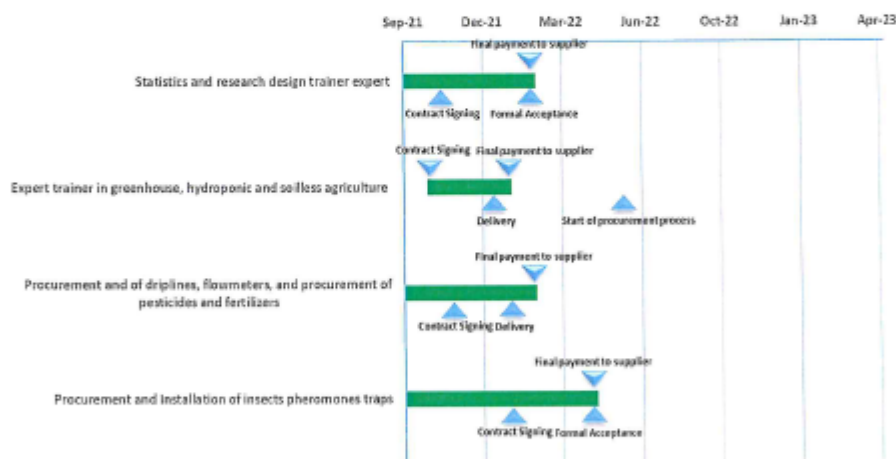 Sep-21 Dec-21 Mar-22 Jun-22 Oct-22 Jan-23 Apr-23
Final payment to supplier
Statistics and research design trainer expert
Contract Signing Formal Acceptance
Contract Signing Final payment to supplier
Expert trainer in greenhouse, hydroponic and soilless agriculture
Delivery Start of procurement process
Final payment to supplier
Procurement and of driplines, flowmeters, and procurement of
pesticides and fertilizers
Contract Signing Delivery
Final payment to supplier
Procurement and Installation of insects pheromones traps
Contract Signing Formal Acceptance